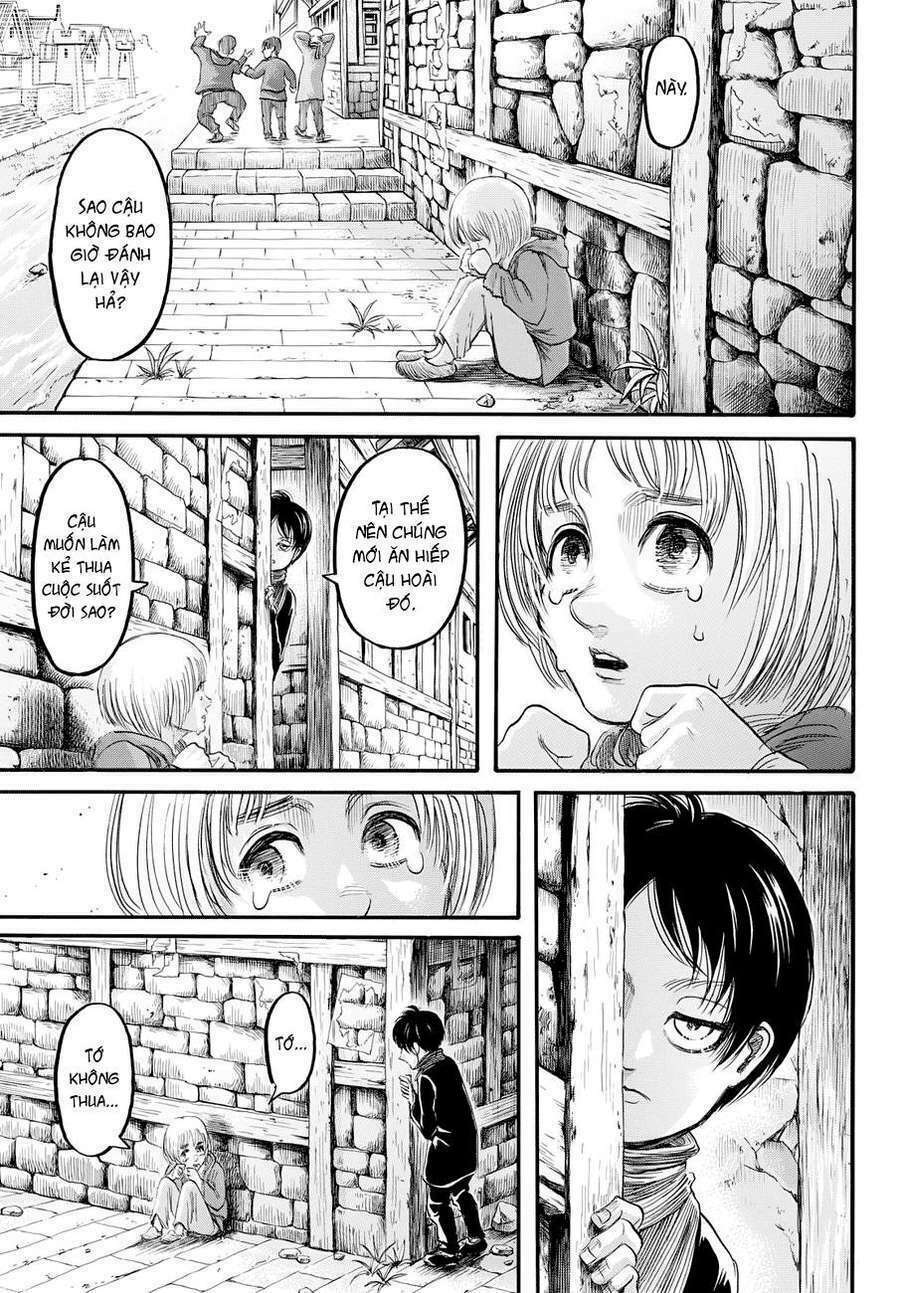 NÀY.
SAO CẬU
KHÔNG BAO
GIỜ ĐÁNH
LẠI VẬY
HẢ?
TẠI THẾ
NÊN CHÚNG
MỚI ĂN HIẾP
CẬU HOÀI
ĐÓ.
CẬU
MUỐN LÀM
KẺ THUA
CUỘC SUỐT
ĐỜI SAO?
TỚ...
TỚ
KHÔNG
THUA...